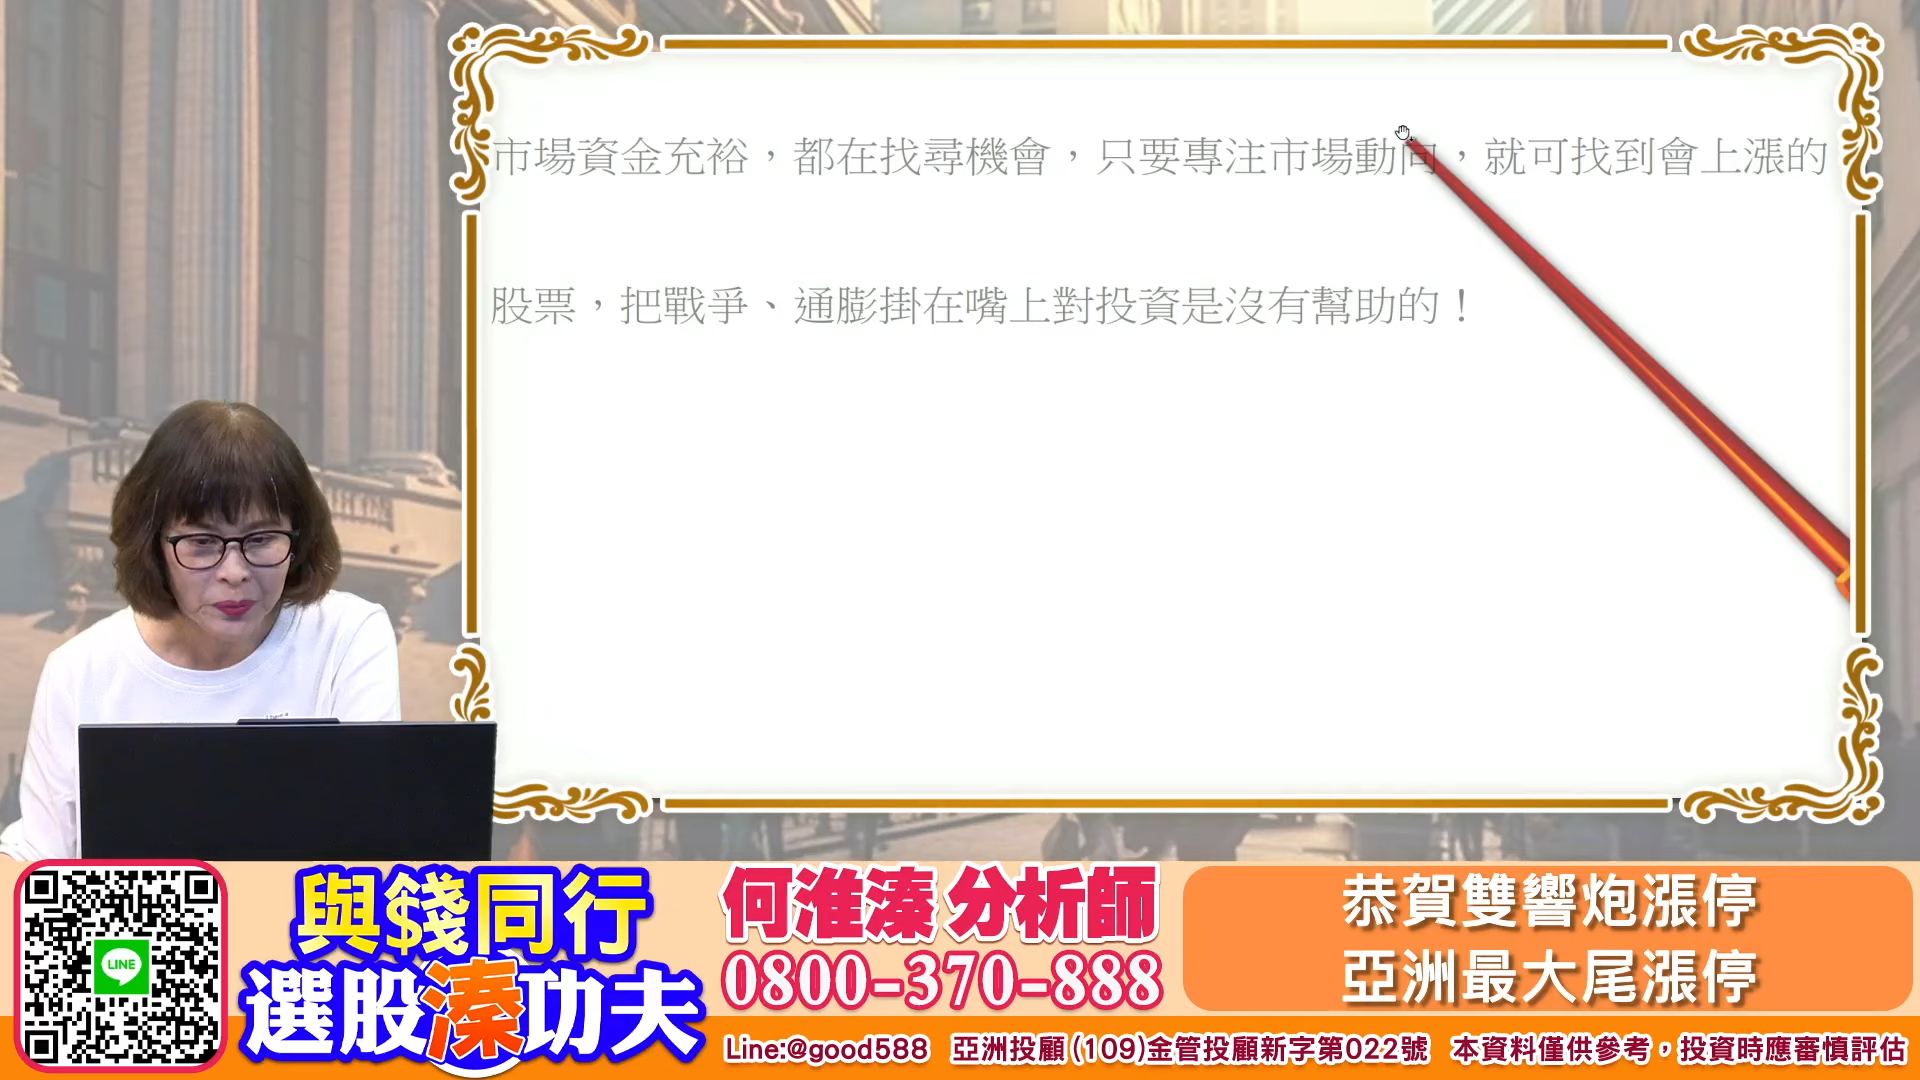 市場資金充裕，都在找尋機會，只要專注市場動向，就可找到會上漲的
股票，把戰爭、通膨掛在嘴上對投資是沒有幫助的！
LINE
與$錢同行
選股溱功夫
何淮溱 分析師
0800-370-888
恭賀雙響炮漲停
亞洲最大尾漲停
Line:@good588 亞洲投顧 (109)金管投顧新字第022號 本資料僅供參考，投資時應審慎評估